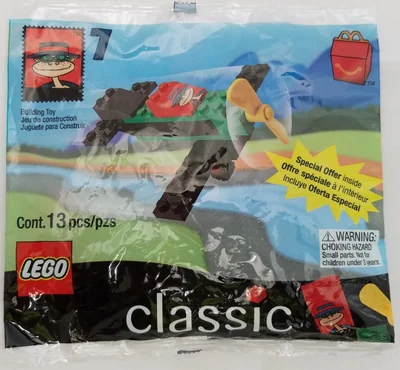 7
Building Toy
Jeu de construction
Juguete para Construir
Special Offer inside
Offre spéciale à l'intérieur
incluye Oferta Especial
Cont. 13 pcs/pzs
WARNING:
CHOKING HAZARD
Small parts. Not for
children under 3 years.
LEGO
classic